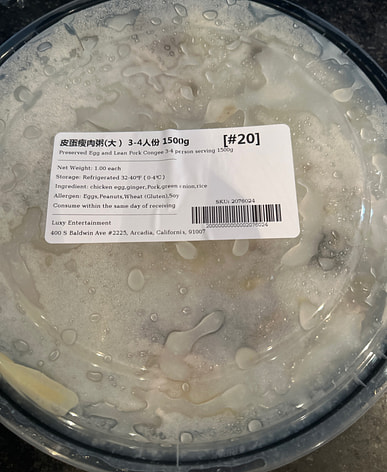 皮蛋瘦肉粥(大) 3-4人份 1500g [#20]
Preserved Egg and Lean Pork Congee 3-4 person serving 1500g
Net Weight: 1.00 each
Storage: Refrigerated 32-40°F ( 0-4°C )
Ingredient: chicken egg,ginger,Pork,green onion,rice
Allergen: Eggs,Peanuts,Wheat (Gluten),Soy
SKU: 2076024
Consume within the same day of receiving
Luxy Entertainment
400 S Baldwin Ave #2225, Arcadia, California, 91007